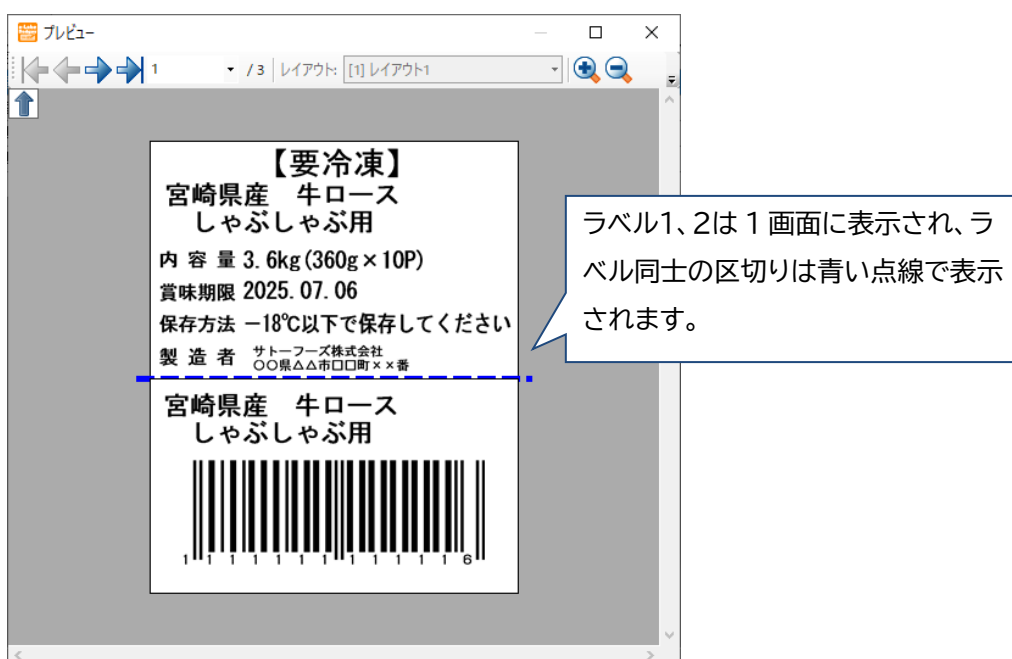 プレビュー
1 / 3 レイアウト: [1] レイアウト1
【要冷凍】
宮崎県産 牛ロース
しゃぶしゃぶ用
内 容 量 3.6kg(360g×10P)
賞味期限 2025.07.06
保存方法 －18℃以下で保存してください
製 造 者 サトーフーズ株式会社
〇〇県△△市□□町××番
宮崎県産 牛ロース
しゃぶしゃぶ用
1 1 1 1 1 1 1 1 1 1 1 1 6
ラベル1、2は 1 画面に表示され、ラ
ベル同士の区切りは青い点線で表示
されます。